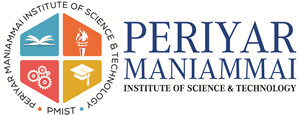 PERIYAR MANIAMMAI INSTITUTE OF SCIENCE & TECHNOLOGY
• PMIST •
PERIYAR
MANIAMMAI
INSTITUTE OF SCIENCE & TECHNOLOGY